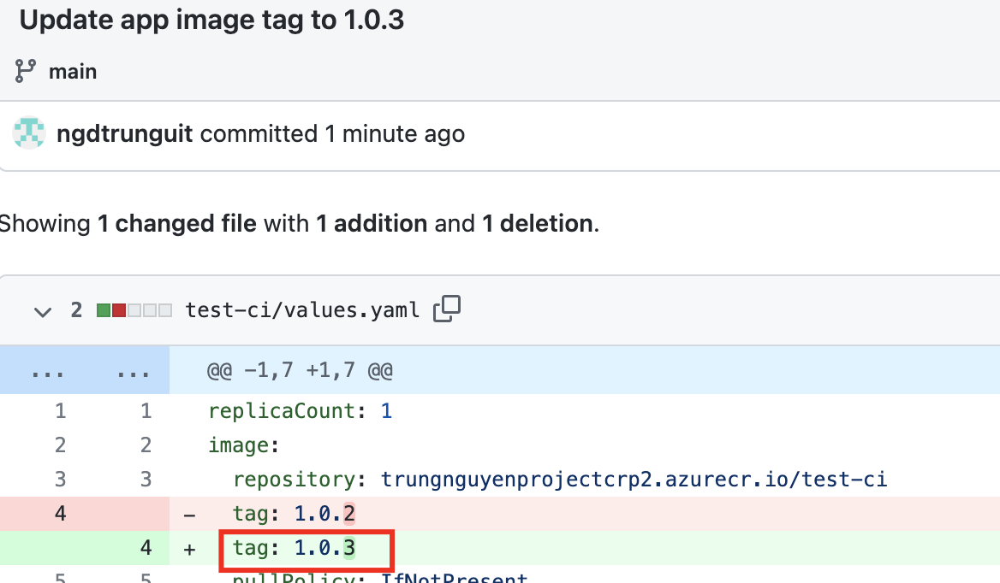 Update app image tag to 1.0.3
main
ngdtrunguit committed 1 minute ago
Showing 1 changed file with 1 addition and 1 deletion.
2 test-ci/values.yaml
... ... @@ -1,7 +1,7 @@
1 1 replicaCount: 1
2 2 image:
3 3 repository: trungnguyenprojectcrp2.azurecr.io/test-ci
4 - tag: 1.0.2
4 + tag: 1.0.3
5 5 pullPolicy: IfNotPresent